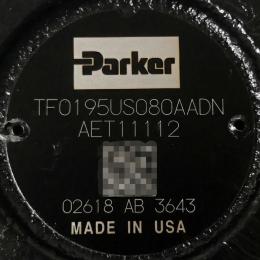 Parker
TF0195US080AADN
AET11112
02618 AB 3643
MADE IN USA